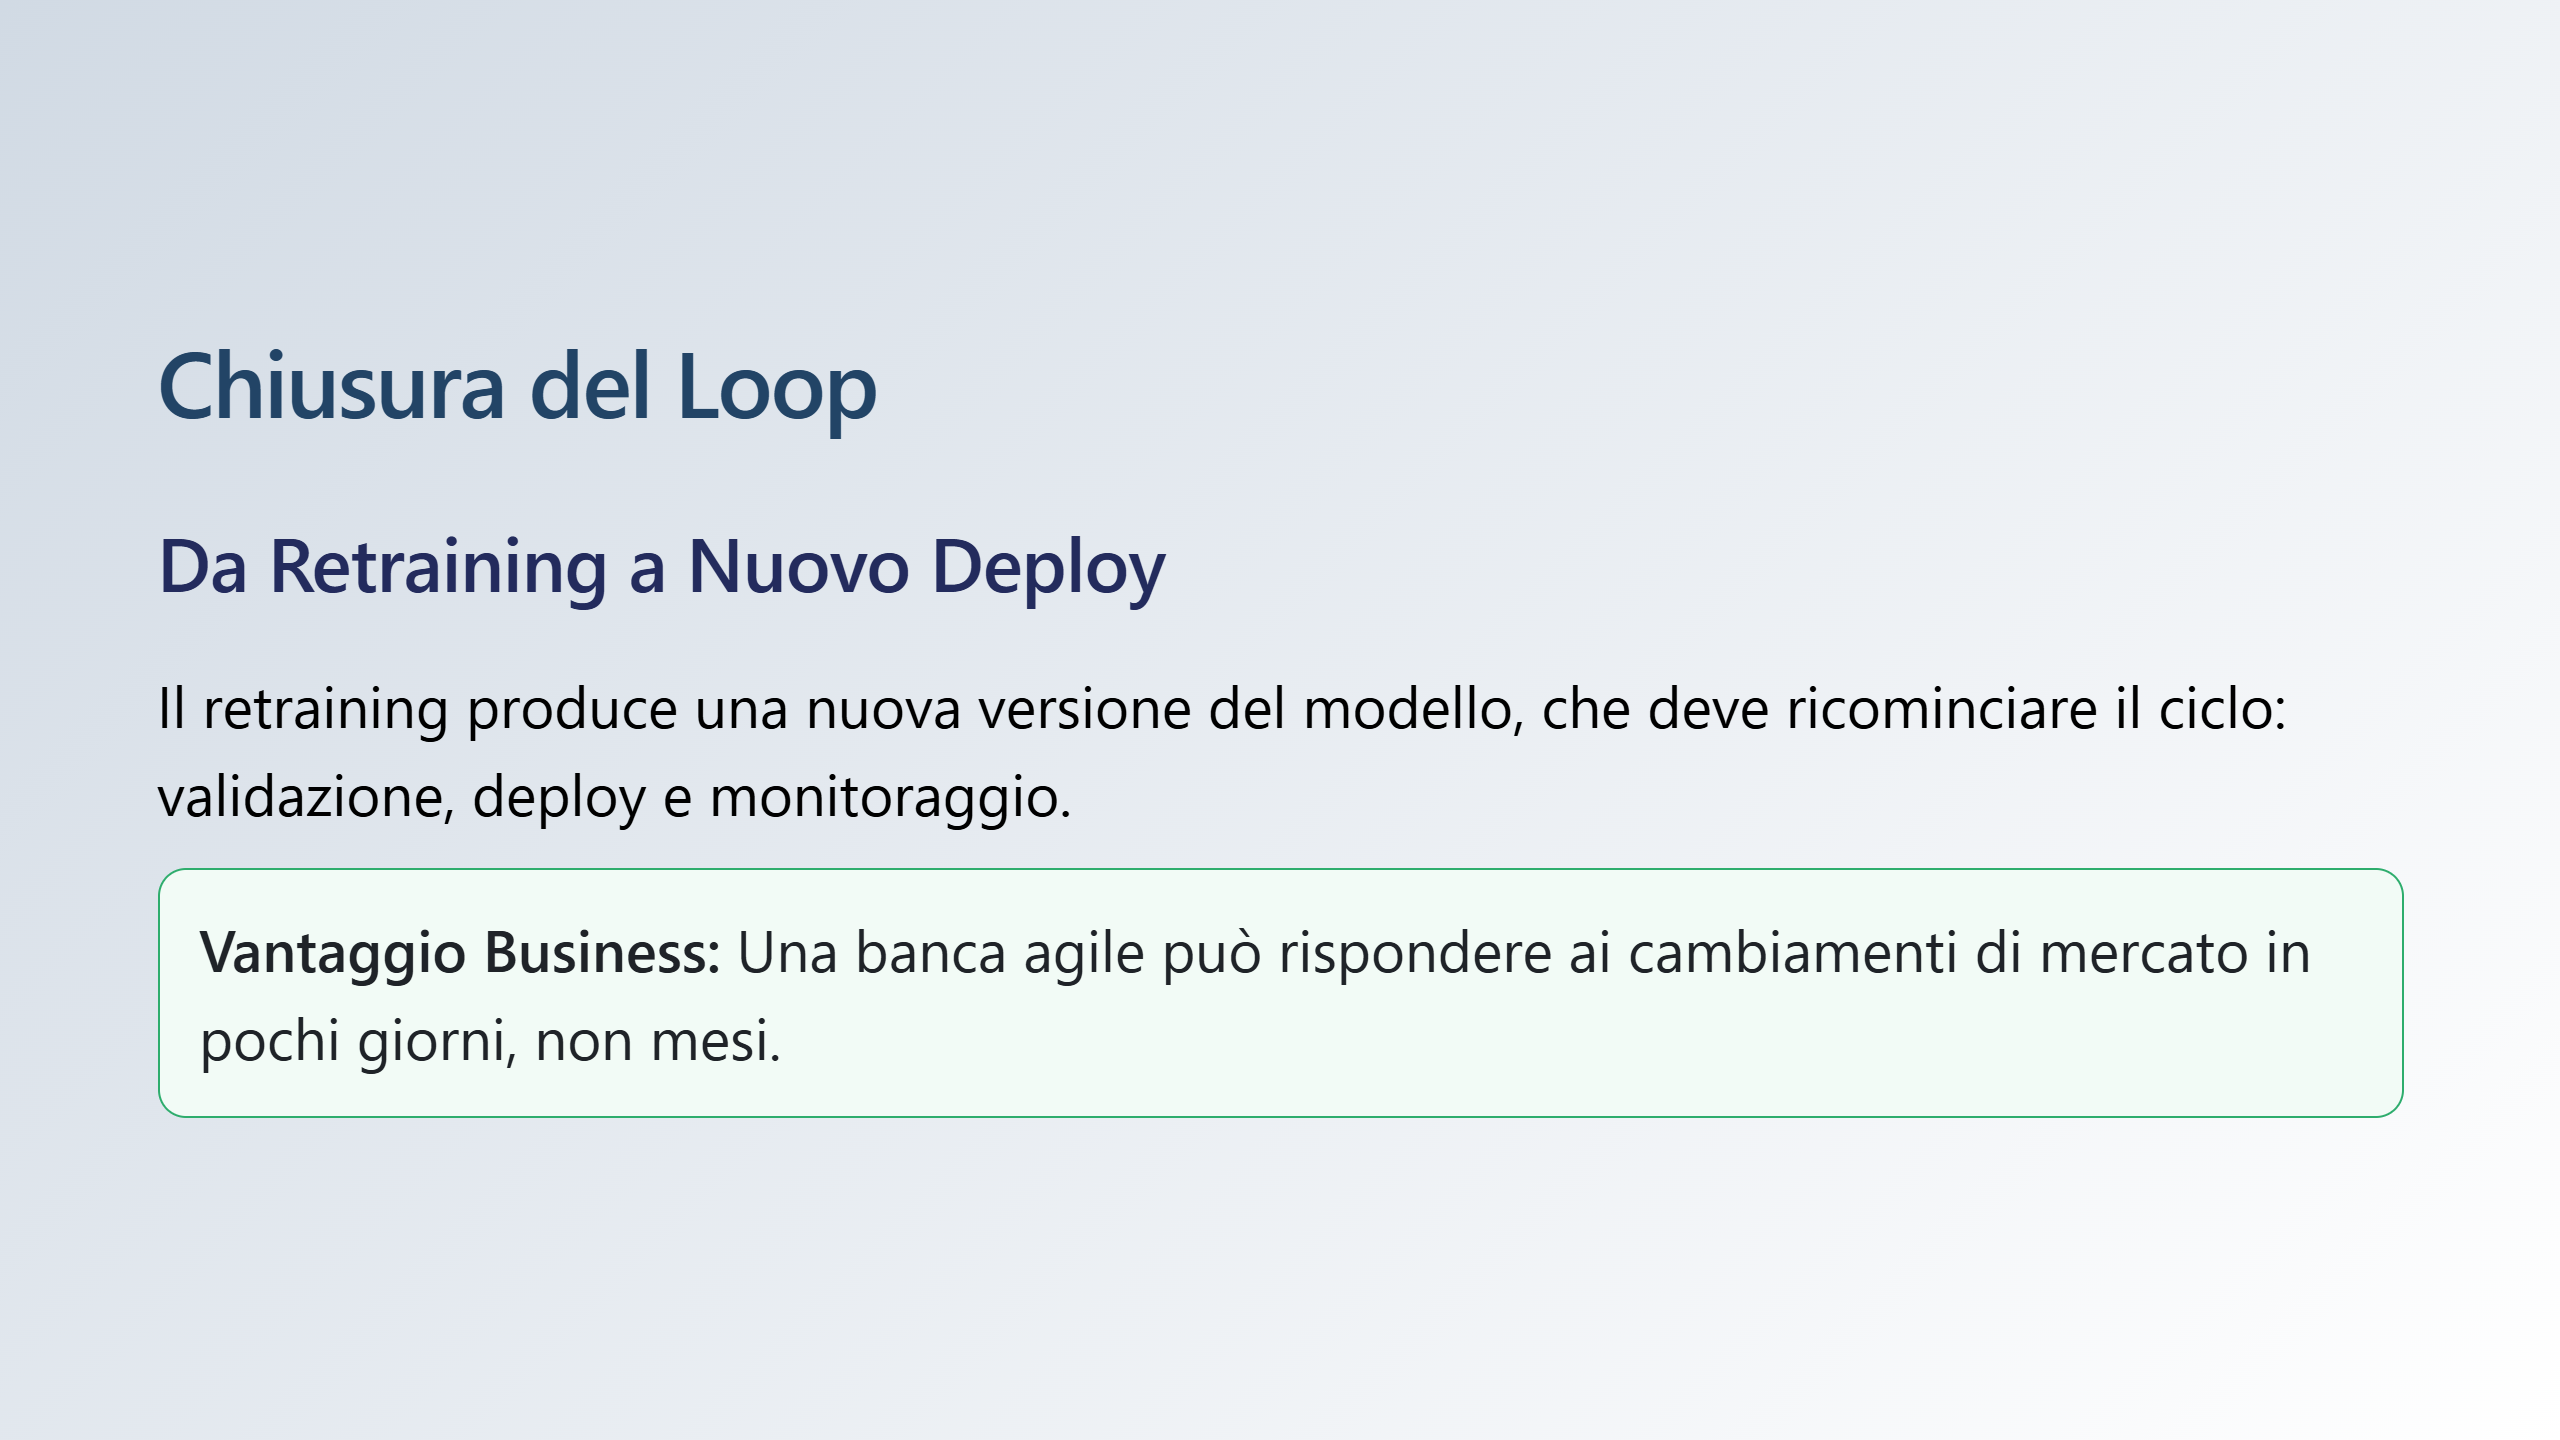 Chiusura del Loop
Da Retraining a Nuovo Deploy
Il retraining produce una nuova versione del modello, che deve ricominciare il ciclo:
validazione, deploy e monitoraggio.
Vantaggio Business: Una banca agile può rispondere ai cambiamenti di mercato in
pochi giorni, non mesi.